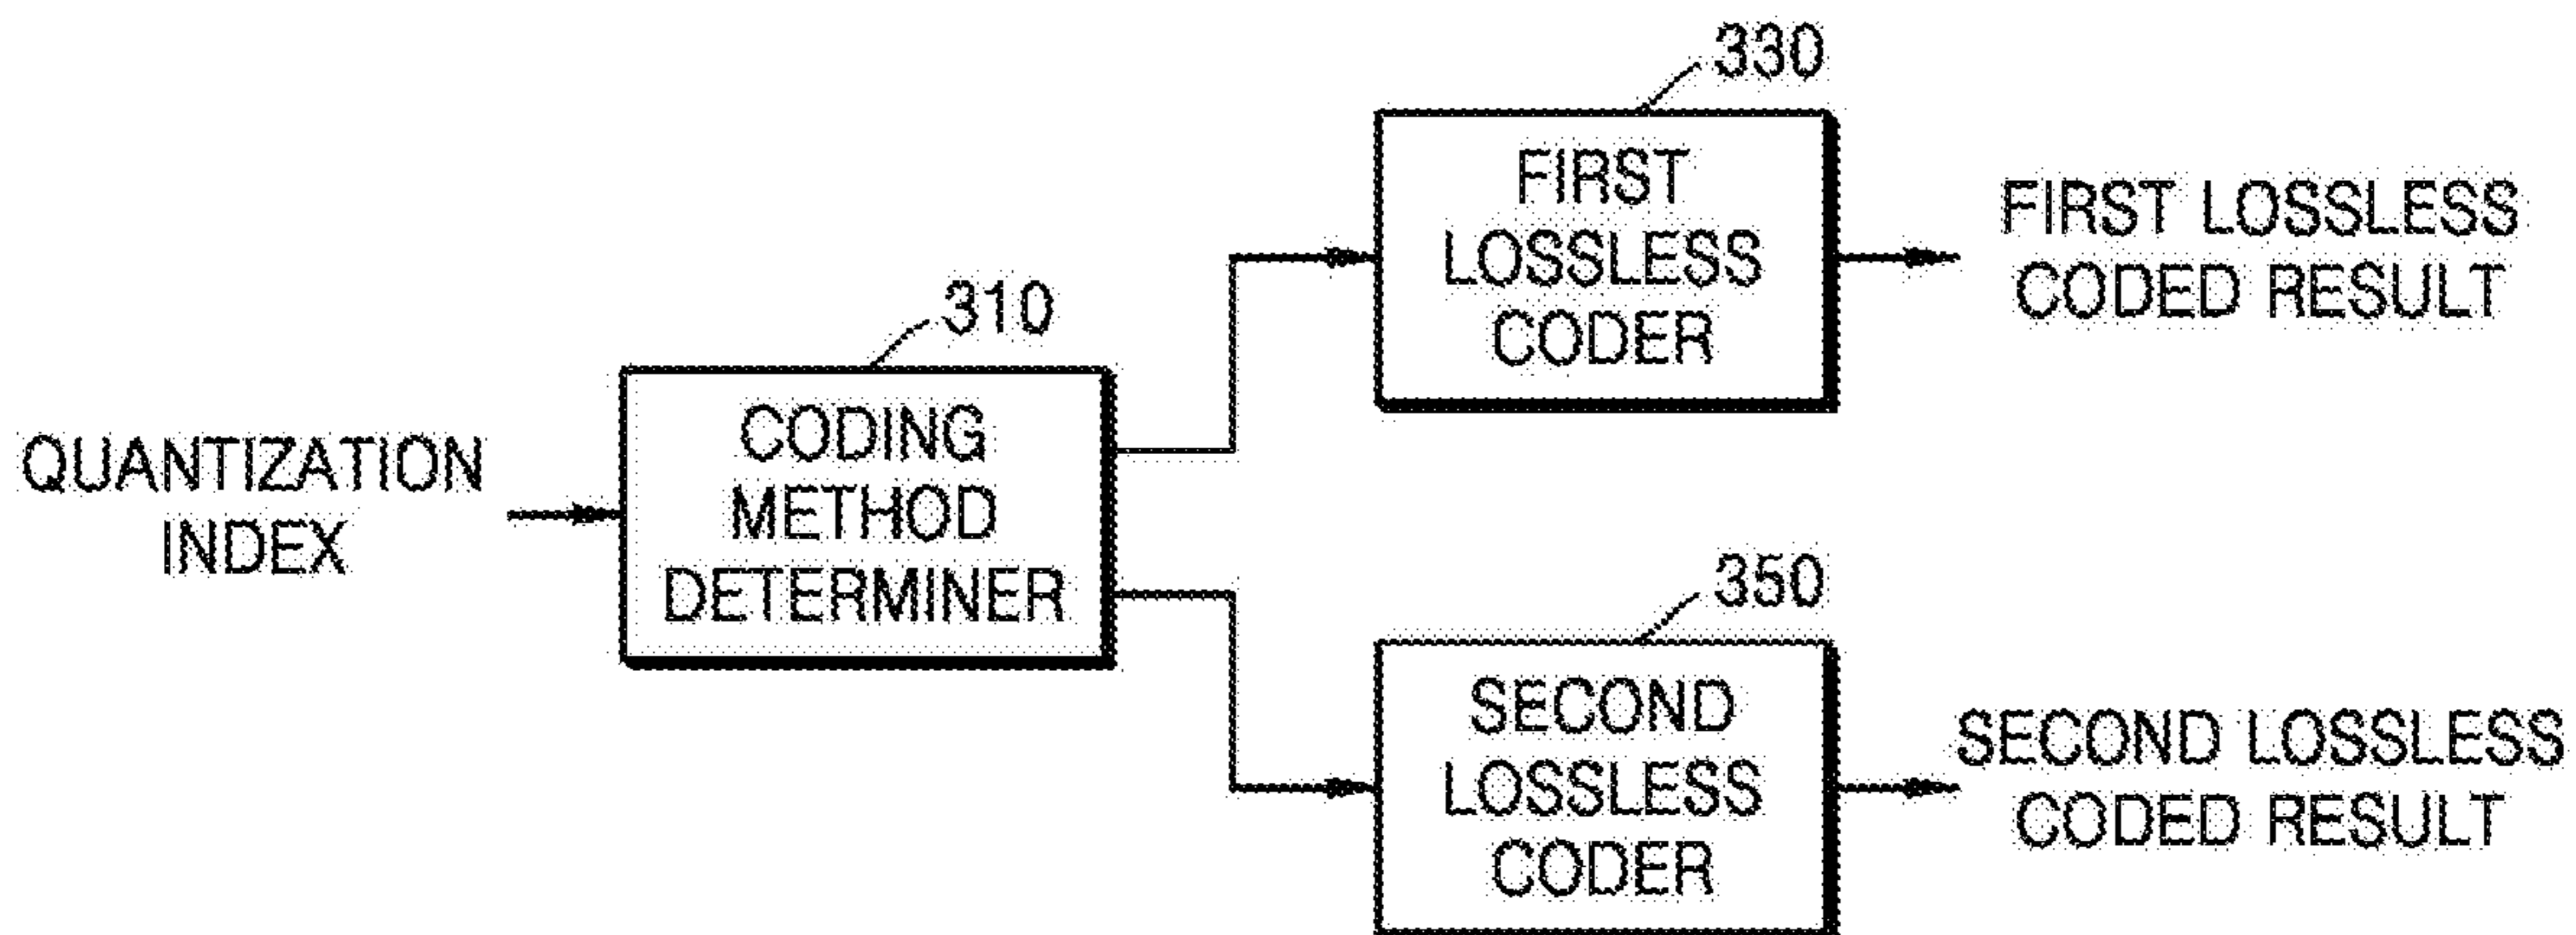 330
FIRST
LOSSLESS
CODER
FIRST LOSSLESS
CODED RESULT
310
CODING
METHOD
DETERMINER
QUANTIZATION
INDEX
350
SECOND
LOSSLESS
CODER
SECOND LOSSLESS
CODED RESULT